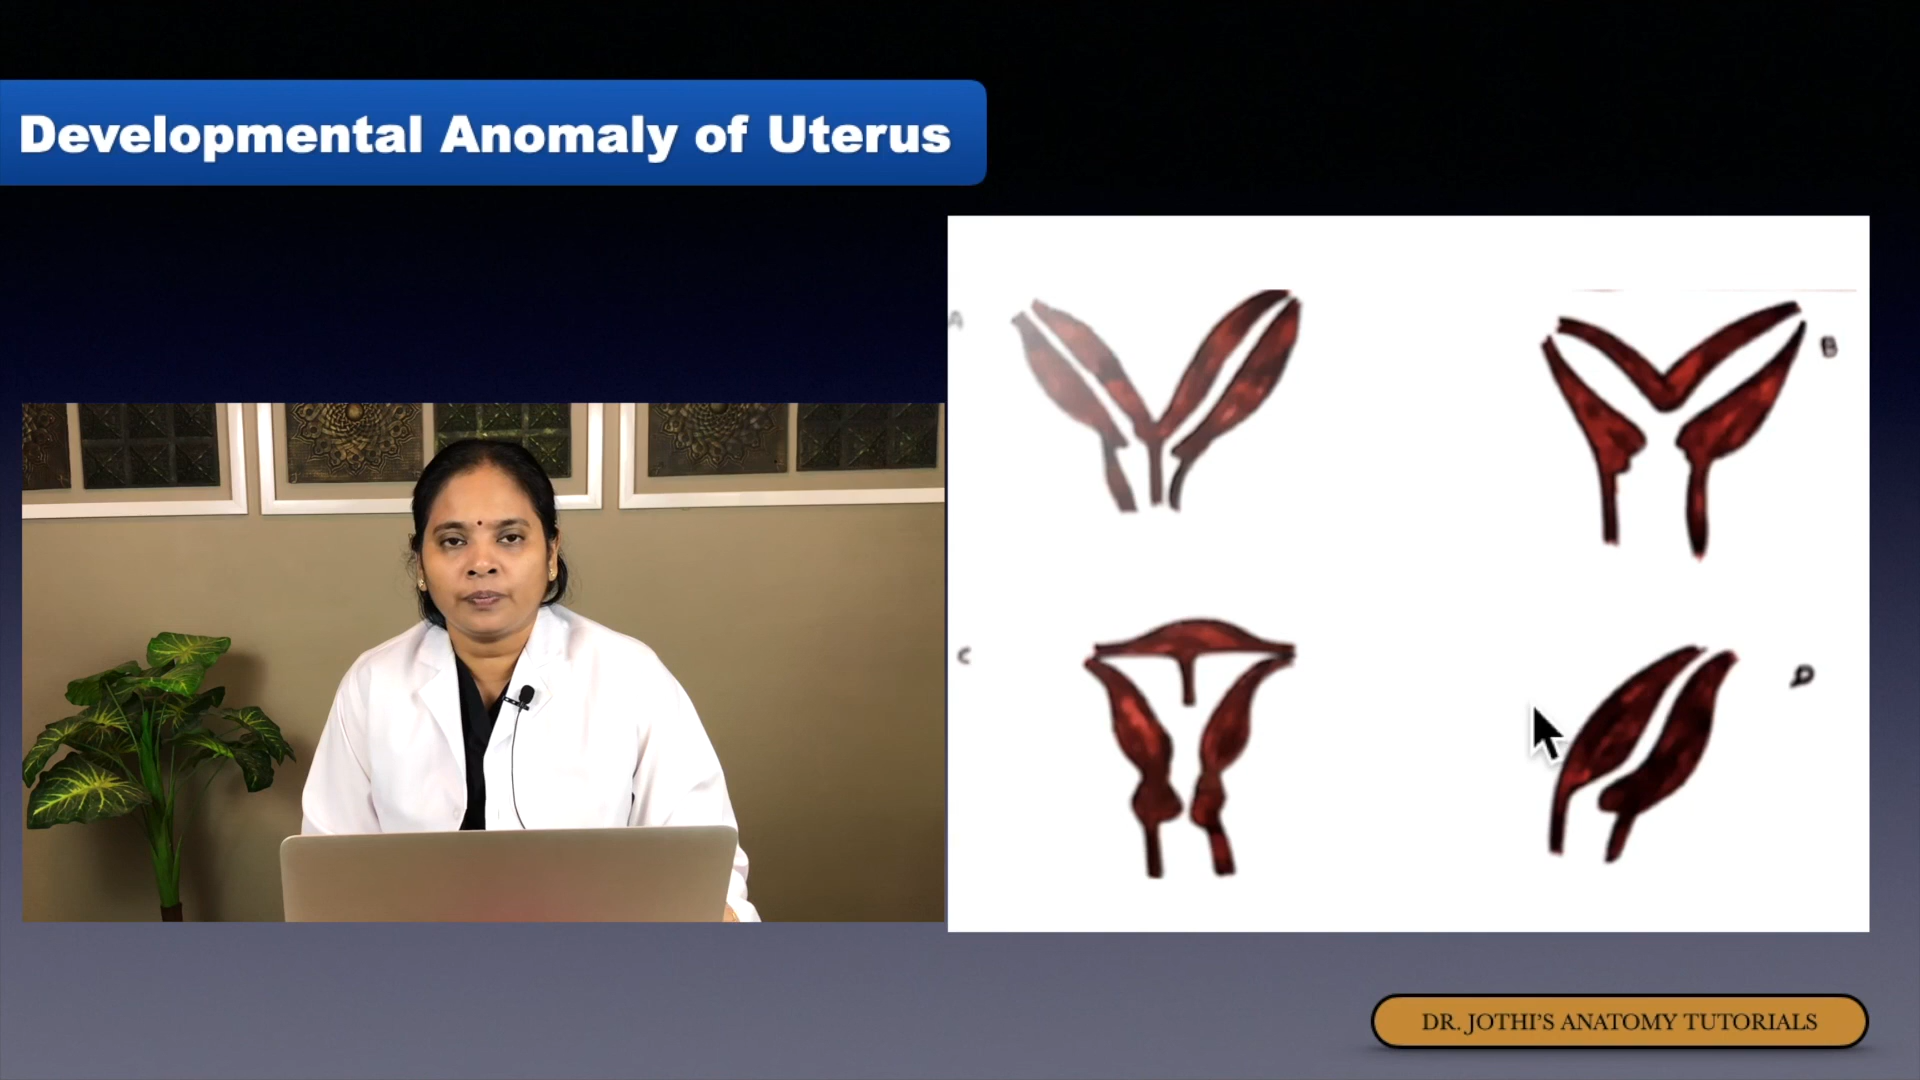 Developmental Anomaly of Uterus
A
B
C
D
DR. JOTHI'S ANATOMY TUTORIALS